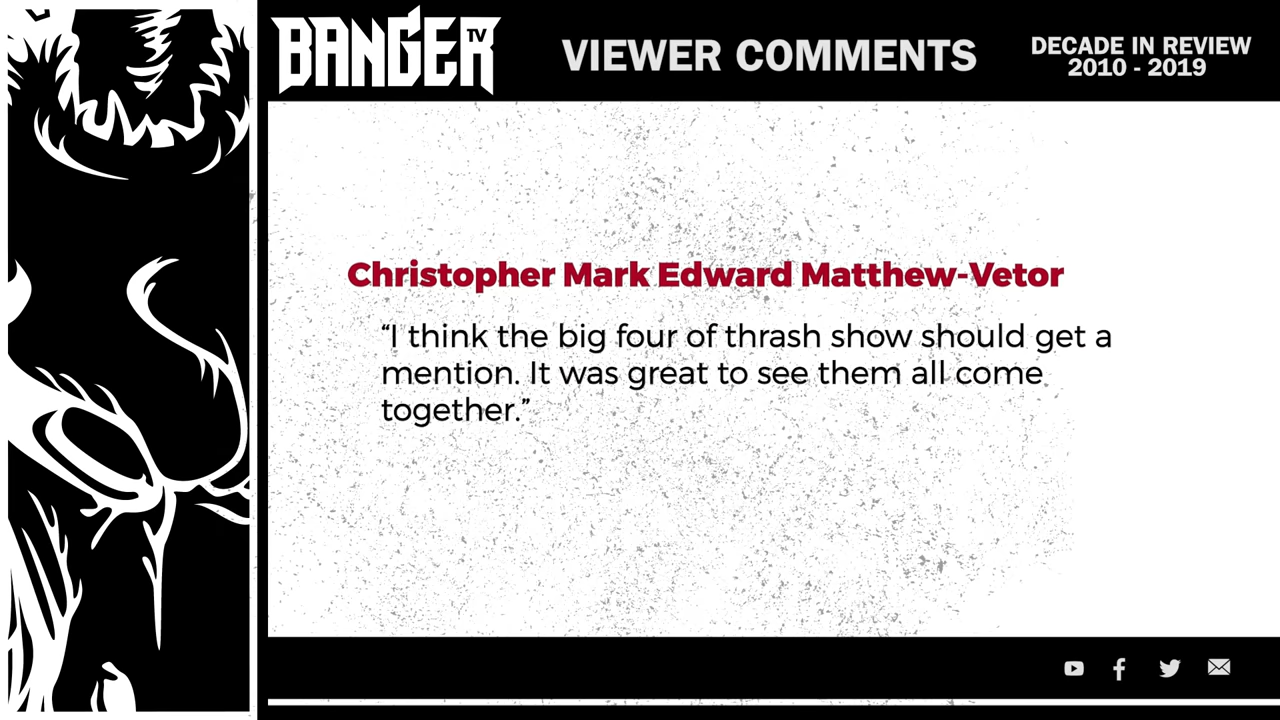 BANGER TV
VIEWER COMMENTS
DECADE IN REVIEW
2010 - 2019
Christopher Mark Edward Matthew-Vetor
“I think the big four of thrash show should get a
mention. It was great to see them all come
together.”